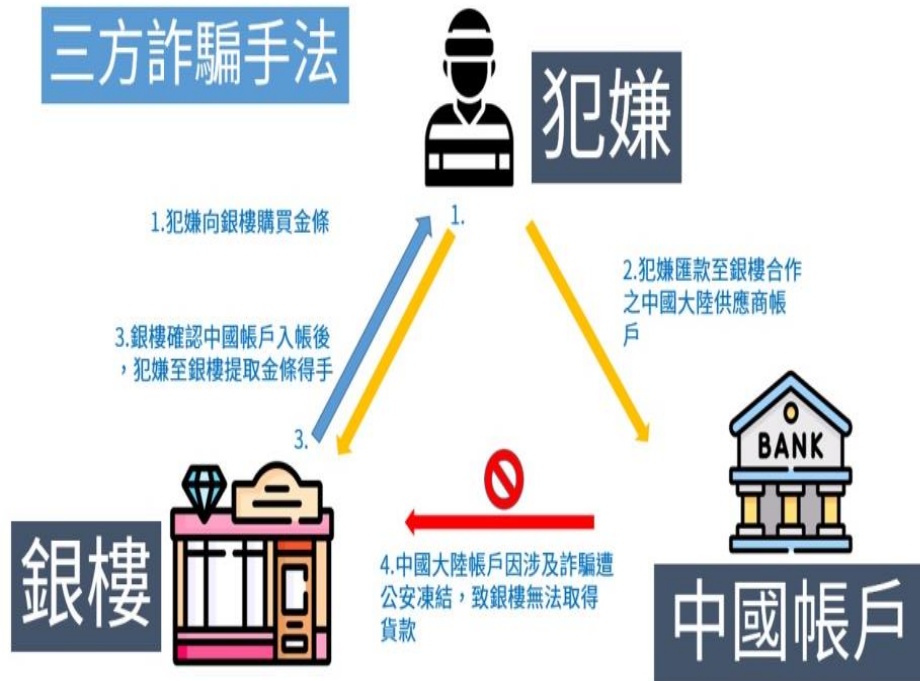 三方詐騙手法
犯嫌
1.犯嫌向銀樓購買金條
1.
2.犯嫌匯款至銀樓合作
之中國大陸供應商帳
戶
3.銀樓確認中國帳戶入帳後
，犯嫌至銀樓提取金條得手
3.
BANK
銀樓
4.中國大陸帳戶因涉及詐騙遭
公安凍結，致銀樓無法取得
貨款
中國帳戶